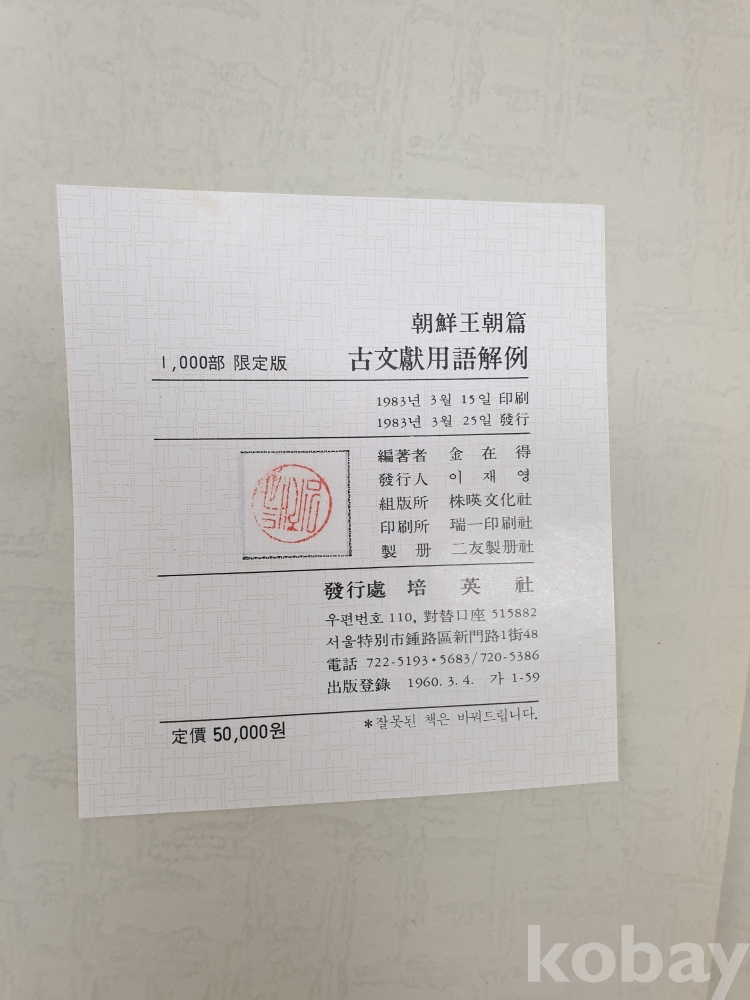 朝鮮王朝篇
1,000部 限定版 古文獻用語解例
1983년 3월 15일 印刷
1983년 3월 25일 發行
編著者 金在得
發行人 이재영
組版所 株暎文化社
印刷所 瑞一印刷社
製册 二友製册社
發行處 培英社
우편번호 110, 對替口座 515882
서울特別市鍾路區新門路1街48
電話 722-5193·5683/720-5386
出版登錄 1960.3.4. 가 1-59
定價 50,000원 *잘못된 책은 바꿔드립니다.
kobay